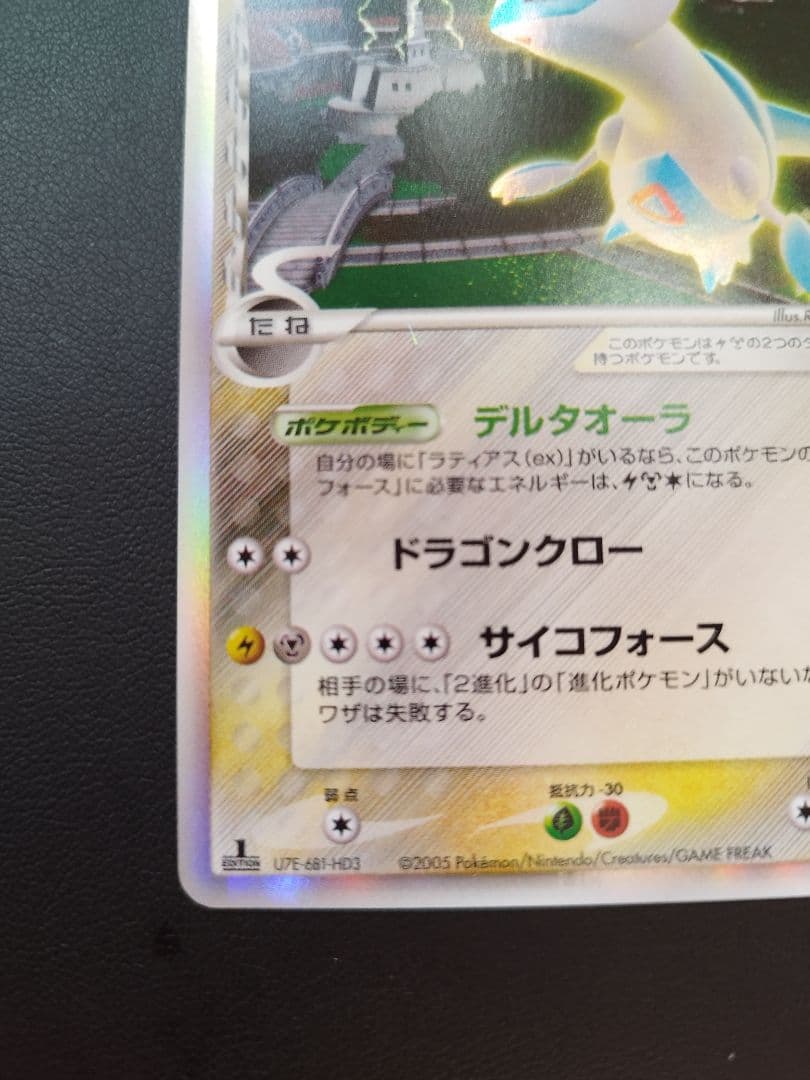 たね
Illus.
このポケモンは の2つの
持つポケモンです。
ポケボディー デルタオーラ
自分の場に「ラティアス(ex)」がいるなら、このポケモンの
フォース」に必要なエネルギーは、 になる。
ドラゴンクロー
サイコフォース
相手の場に、「2進化」の「進化ポケモン」がいない
ワザは失敗する。
弱点 抵抗力 -30
1
EDITION U7E-681-HD3 ©2005 Pokémon/Nintendo/Creatures/GAME FREAK